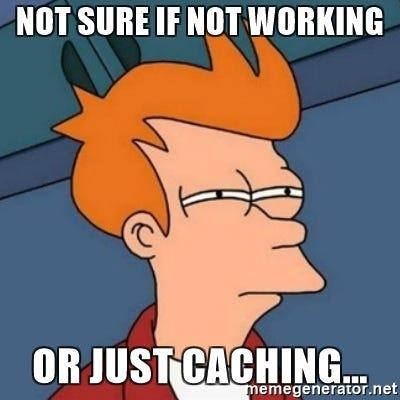 NOT SURE IF NOT WORKING
OR JUST CACHING...
memegenerator.net